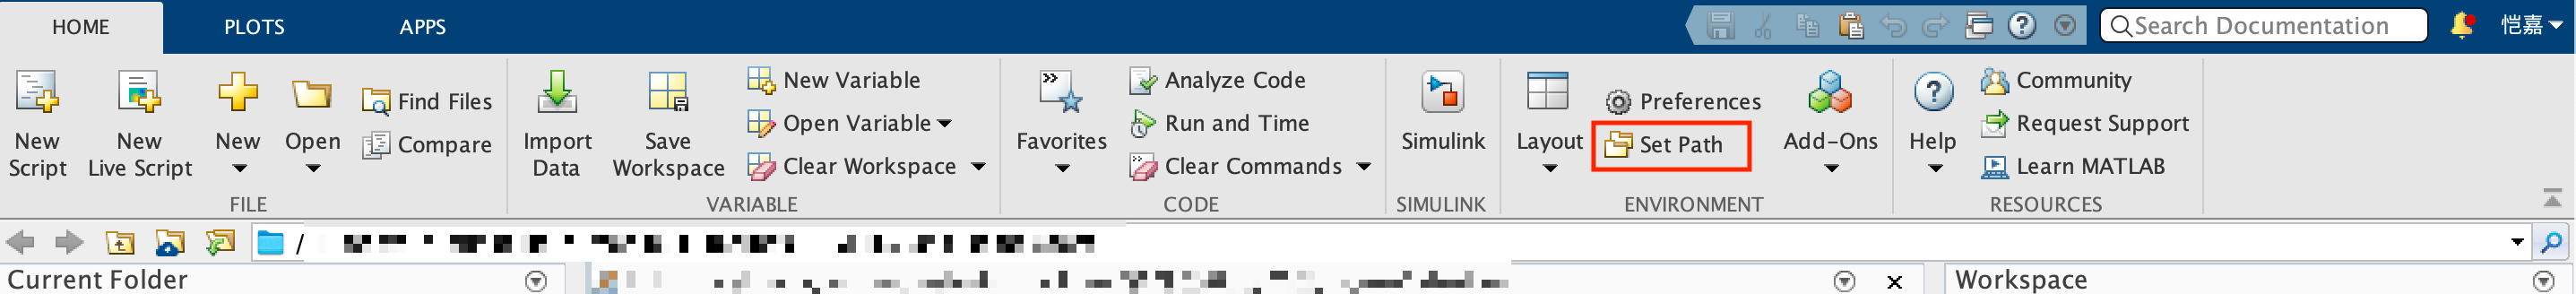 HOME PLOTS APPS Search Documentation 恺嘉
New Script
New Live Script
New
Open
Find Files
Compare
FILE
Import Data
Save Workspace
New Variable
Open Variable
Clear Workspace
VARIABLE
Favorites
Analyze Code
Run and Time
Clear Commands
CODE
Simulink
SIMULINK
Layout
Preferences
Set Path
Add-Ons
ENVIRONMENT
Help
Community
Request Support
Learn MATLAB
RESOURCES
/
Current Folder
Workspace